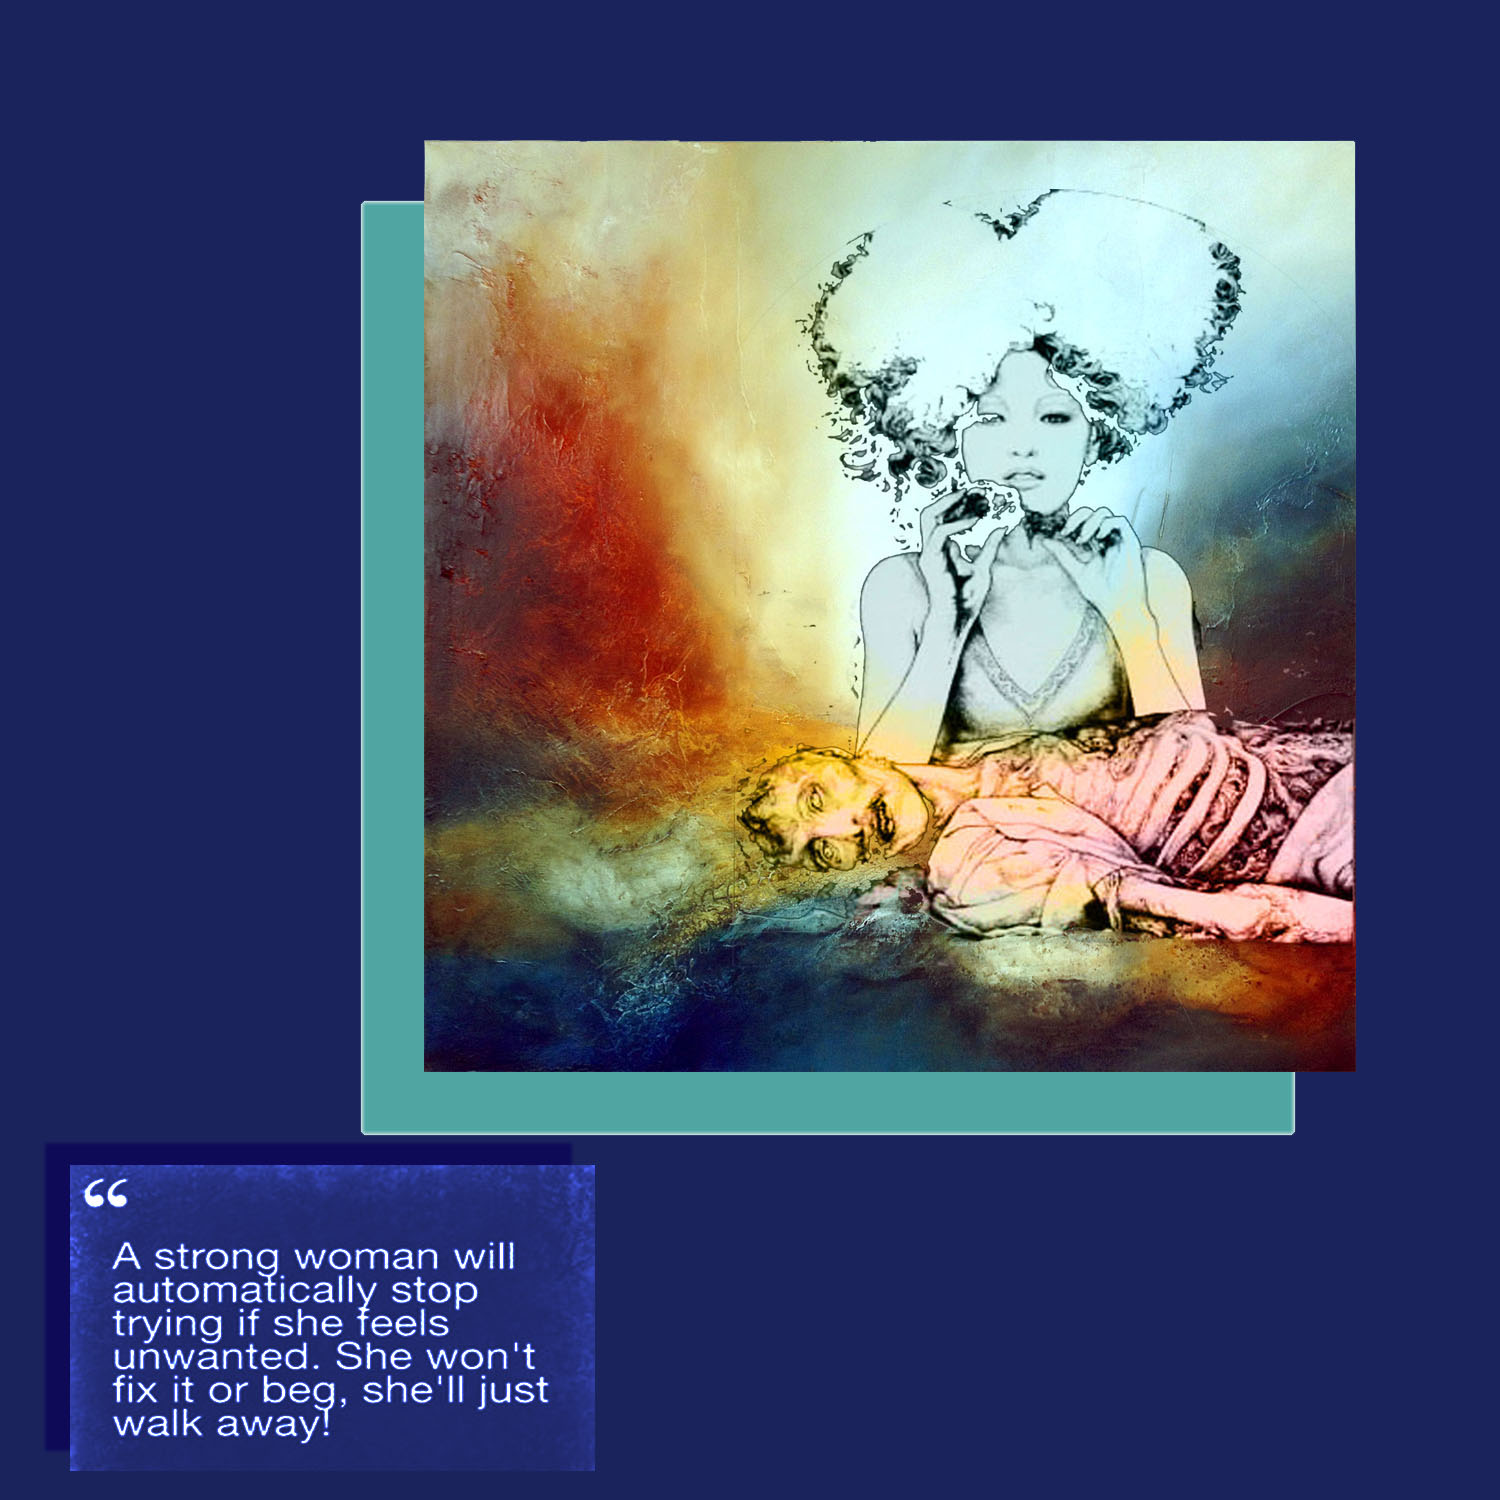 “
A strong woman will
automatically stop
trying if she feels
unwanted. She won't
fix it or beg, she'll just
walk away!